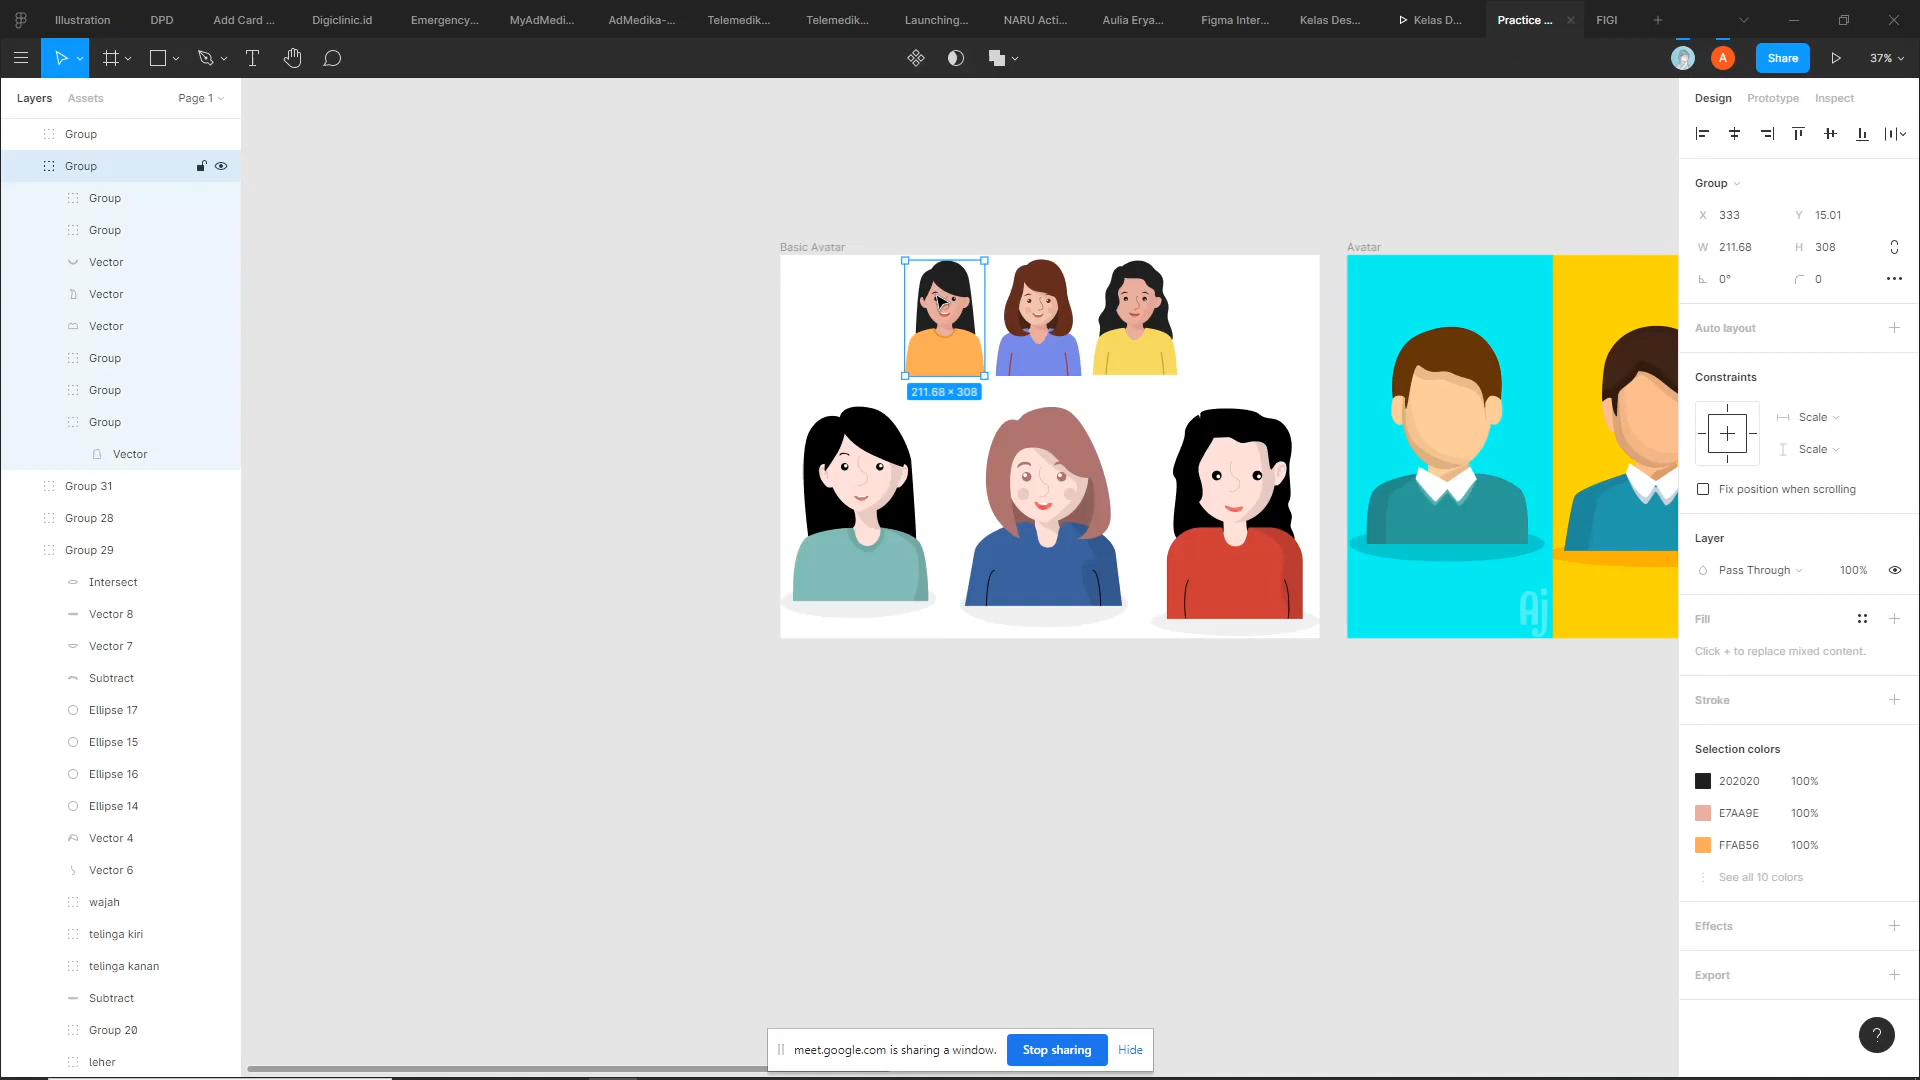 Illustration
DPD
Add Card ...
Digiclinic.id
Emergency...
MyAdMedi...
AdMedika-...
Telemedik...
Telemedik...
Launching...
NARU Acti...
Aulia Erya...
Figma Inter...
Kelas Des...
Kelas D...
Practice ...
FIGI
A
Share
37%
Layers
Assets
Page 1
Group
Group
Group
Group
Vector
Vector
Vector
Group
Group
Group
Vector
Group 31
Group 28
Group 29
Intersect
Vector 8
Vector 7
Subtract
Ellipse 17
Ellipse 15
Ellipse 16
Ellipse 14
Vector 4
Vector 6
wajah
telinga kiri
telinga kanan
Subtract
Group 20
leher
Basic Avatar
211.68 × 308
Avatar
Aj
Design
Prototype
Inspect
Group
X 333
Y 15.01
W 211.68
H 308
0°
0
Auto layout
Constraints
Scale
Scale
Fix position when scrolling
Layer
Pass Through
100%
Fill
Click + to replace mixed content.
Stroke
Selection colors
202020 100%
E7AA9E 100%
FFAB56 100%
See all 10 colors
Effects
Export
?
meet.google.com is sharing a window.
Stop sharing
Hide